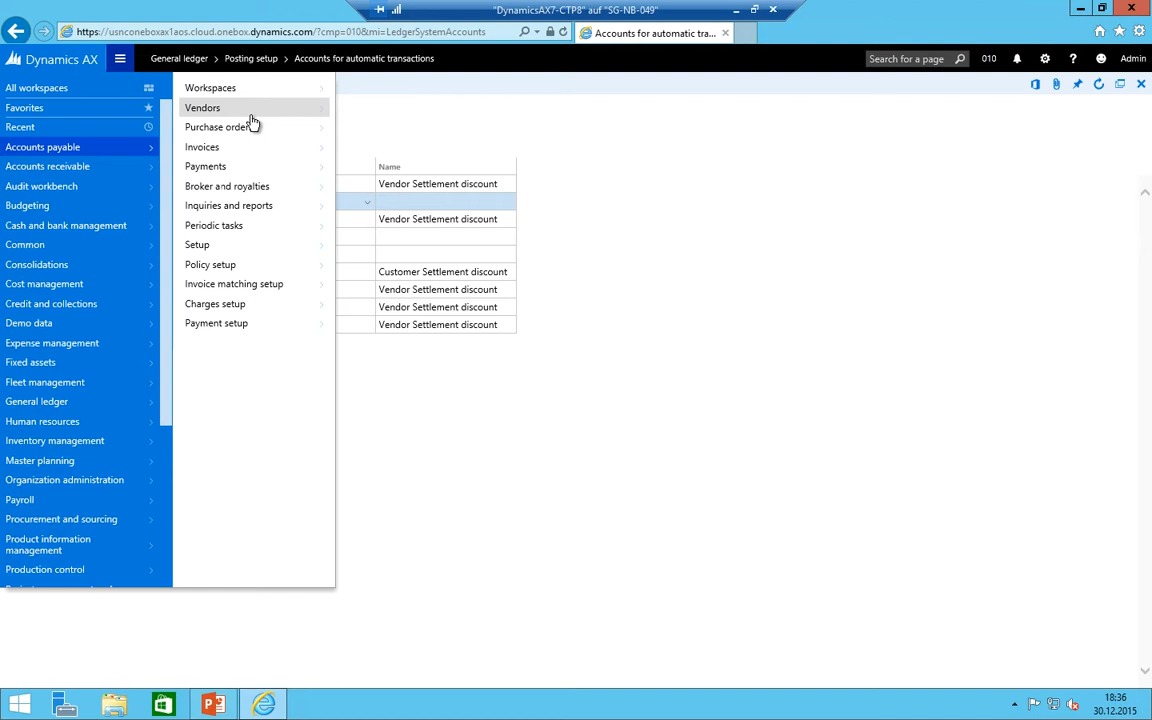 "DynamicsAX7-CTP8" auf "SG-NB-049"
https://usnconeboxax1aos.cloud.onebox.dynamics.com/?cmp=010&mi=LedgerSystemAccounts
Accounts for automatic tra...
Dynamics AX
General ledger > Posting setup > Accounts for automatic transactions
Search for a page
010
Admin
All workspaces
Favorites
Recent
Accounts payable
Accounts receivable
Audit workbench
Budgeting
Cash and bank management
Common
Consolidations
Cost management
Credit and collections
Demo data
Expense management
Fixed assets
Fleet management
General ledger
Human resources
Inventory management
Master planning
Organization administration
Payroll
Procurement and sourcing
Product information
management
Production control
Workspaces
Vendors
Purchase order
Invoices
Payments
Broker and royalties
Inquiries and reports
Periodic tasks
Setup
Policy setup
Invoice matching setup
Charges setup
Payment setup
Name
Vendor Settlement discount
Vendor Settlement discount
Customer Settlement discount
Vendor Settlement discount
Vendor Settlement discount
Vendor Settlement discount
18:36
30.12.2015